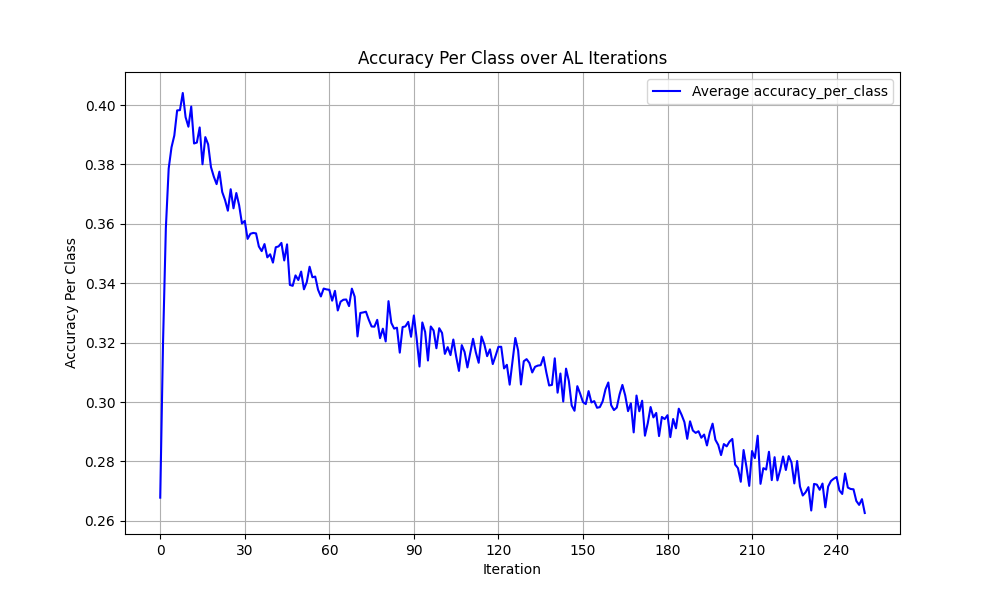 Accuracy Per Class over AL Iterations
Average accuracy_per_class
Accuracy Per Class
0.40
0.38
0.36
0.34
0.32
0.30
0.28
0.26
0 30 60 90 120 150 180 210 240
Iteration